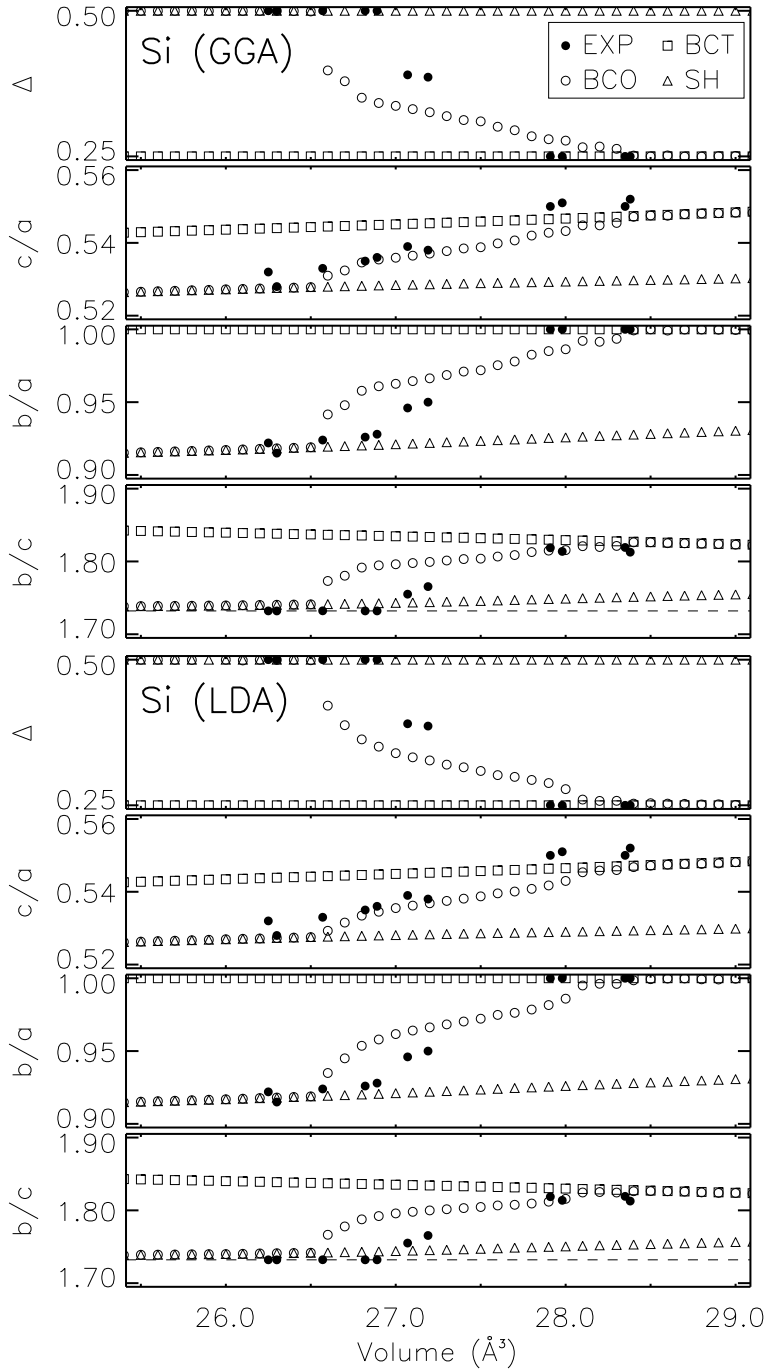 0.50
Si (GGA)
EXP BCT
BCO SH
Δ
0.25
0.56
c/a
0.54
0.52
1.00
b/a
0.95
0.90
1.90
b/c
1.80
1.70
0.50
Si (LDA)
Δ
0.25
0.56
c/a
0.54
0.52
1.00
b/a
0.95
0.90
1.90
b/c
1.80
1.70
26.0 27.0 28.0 29.0
Volume (Å³)